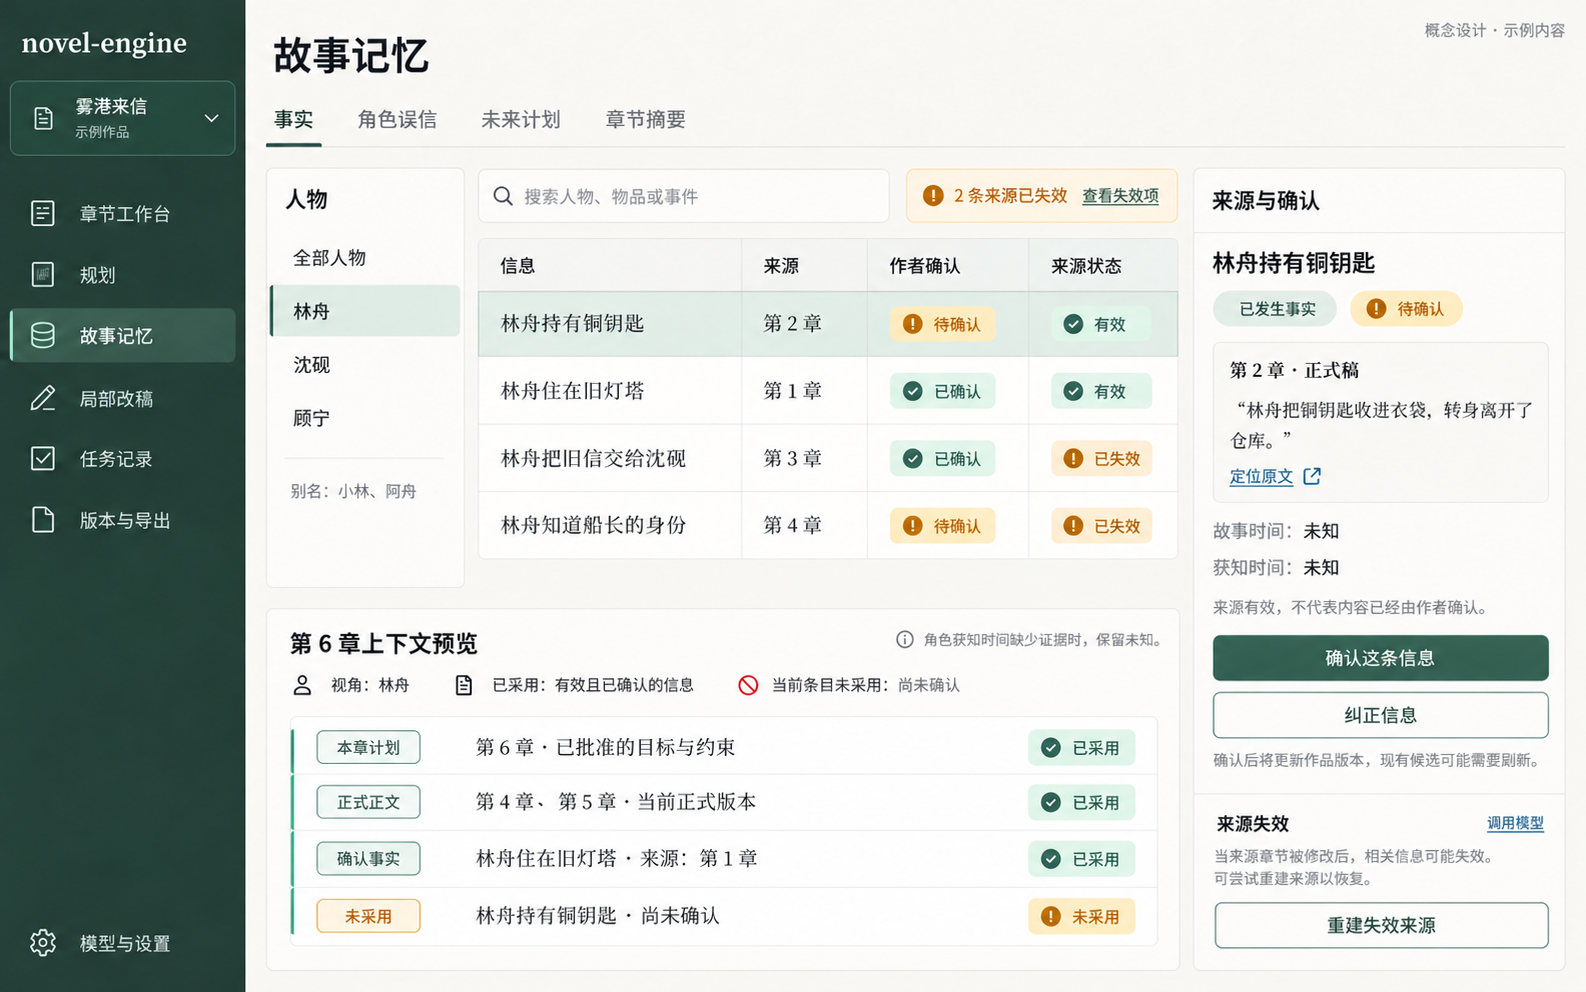 novel-engine
雾港来信
示例作品
章节工作台
规划
故事记忆
局部改稿
任务记录
版本与导出
模型与设置
概念设计 · 示例内容
故事记忆
事实 角色误信 未来计划 章节摘要
人物
全部人物
林舟
沈砚
顾宁
别名：小林、阿舟
搜索人物、物品或事件
2 条来源已失效 查看失效项
信息 来源 作者确认 来源状态
林舟持有铜钥匙 第 2 章 待确认 有效
林舟住在旧灯塔 第 1 章 已确认 有效
林舟把旧信交给沈砚 第 3 章 已确认 已失效
林舟知道船长的身份 第 4 章 待确认 已失效
第 6 章上下文预览
角色获知时间缺少证据时，保留未知。
视角：林舟 已采用：有效且已确认的信息 当前条目未采用：尚未确认
本章计划 第 6 章 · 已批准的目标与约束 已采用
正式正文 第 4 章、第 5 章 · 当前正式版本 已采用
确认事实 林舟住在旧灯塔 · 来源：第 1 章 已采用
未采用 林舟持有铜钥匙 · 尚未确认 未采用
来源与确认
林舟持有铜钥匙
已发生事实 待确认
第 2 章 · 正式稿
“林舟把铜钥匙收进衣袋，转身离开了
仓库。”
定位原文
故事时间：未知
获知时间：未知
来源有效，不代表内容已经由作者确认。
确认这条信息
纠正信息
确认后将更新作品版本，现有候选可能需要刷新。
来源失效 调用模型
当来源章节被修改后，相关信息可能失效。
可尝试重建来源以恢复。
重建失效来源